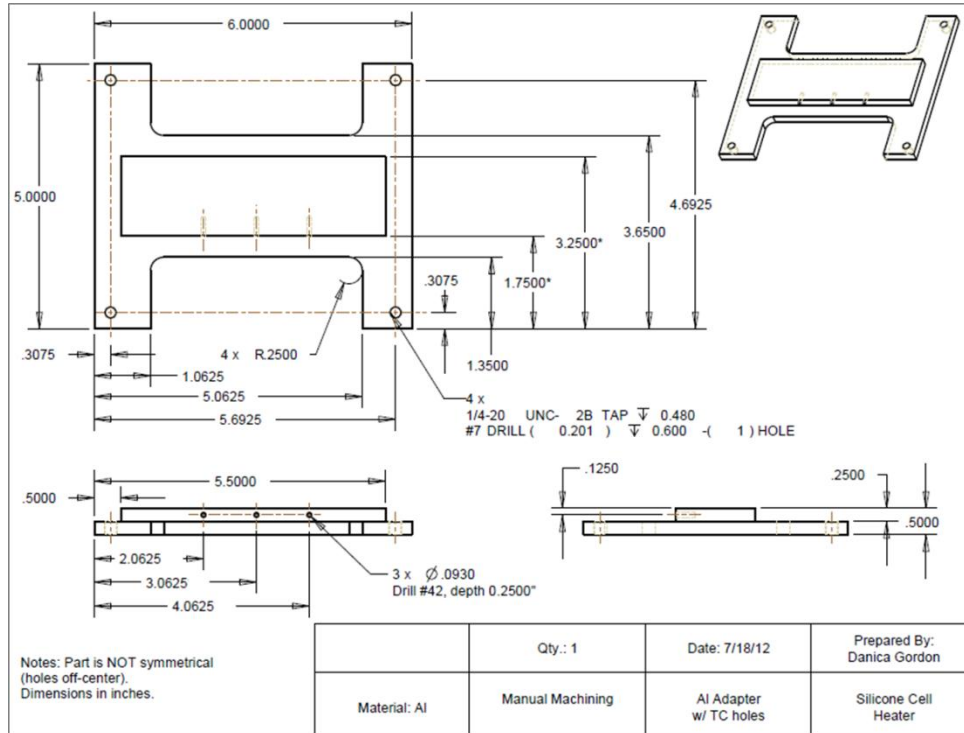 6.0000
5.0000
4.6925
3.6500
3.2500*
1.7500*
.3075
1.3500
.3075
4 x R.2500
1.0625
5.0625
5.6925
4 x
1/4-20 UNC- 2B TAP ↧ 0.480
#7 DRILL ( 0.201 ) ↧ 0.600 -( 1 ) HOLE
5.5000
.5000
2.0625
3.0625
4.0625
3 x Ø.0930
Drill #42, depth 0.2500"
.1250
.2500
.5000
Notes: Part is NOT symmetrical
(holes off-center).
Dimensions in inches.
Qty.: 1
Date: 7/18/12
Prepared By:
Danica Gordon
Material: Al
Manual Machining
Al Adapter
w/ TC holes
Silicone Cell
Heater